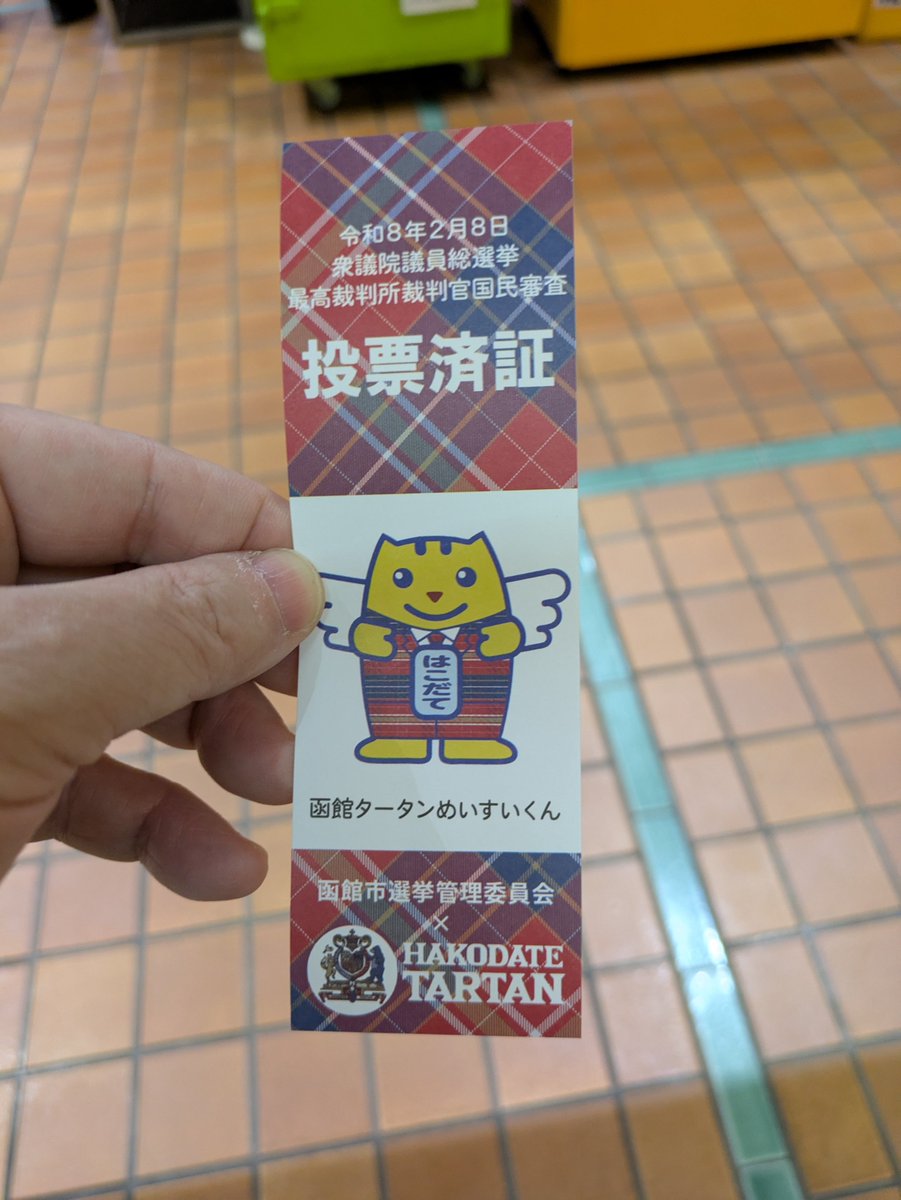 令和8年2月8日
衆議院議員総選挙
最高裁判所裁判官国民審査
投票済証
はこだて
函館タータンめいすいくん
函館市選挙管理委員会
×
HAKODATE
TARTAN